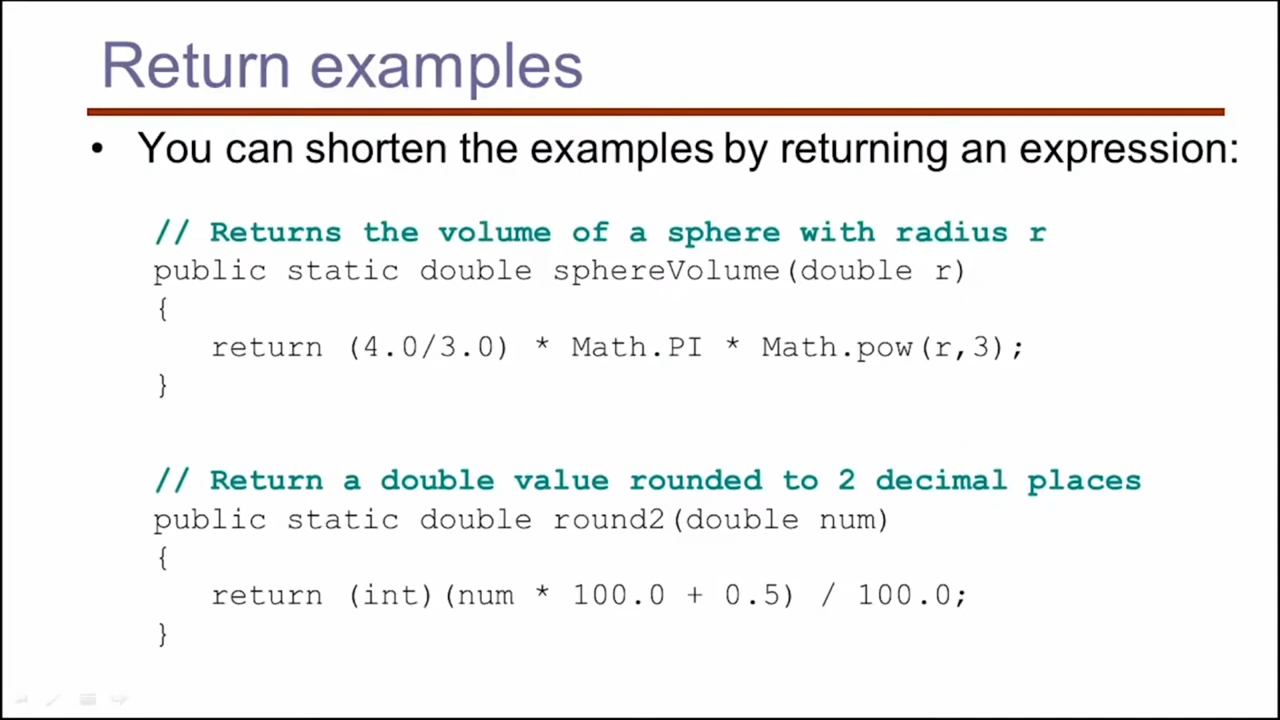 Return examples
• You can shorten the examples by returning an expression:
// Returns the volume of a sphere with radius r
public static double sphereVolume(double r)
{
   return (4.0/3.0) * Math.PI * Math.pow(r,3);
}
// Return a double value rounded to 2 decimal places
public static double round2(double num)
{
   return (int)(num * 100.0 + 0.5) / 100.0;
}